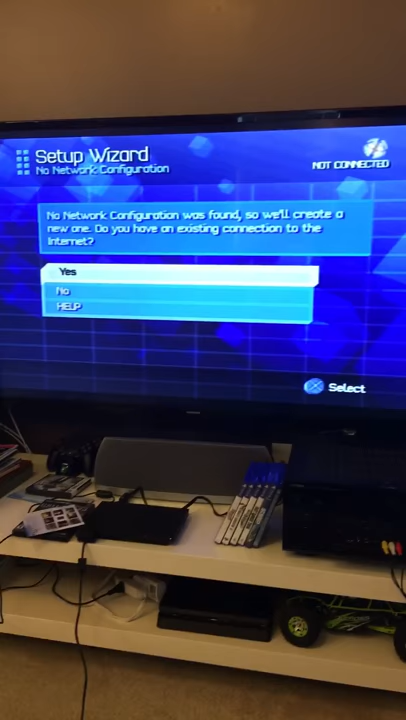 Setup Wizard
No Network Configuration
NOT CONNECTED
No Network Configuration was found, so we'll create a
new one. Do you have an existing connection to the
Internet?
Yes
No
HELP
Select